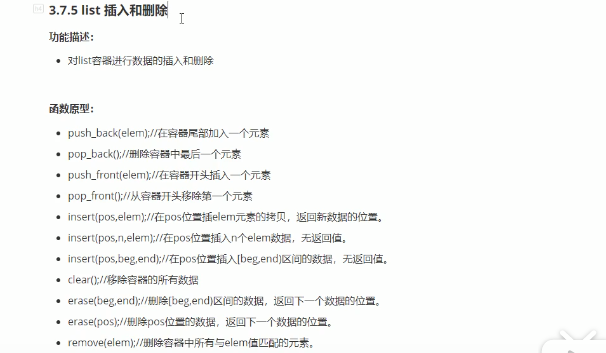 3.7.5 list 插入和删除
功能描述：
对list容器进行数据的插入和删除
函数原型：
push_back(elem);//在容器尾部加入一个元素
pop_back();//删除容器中最后一个元素
push_front(elem);//在容器开头插入一个元素
pop_front();//从容器开头移除第一个元素
insert(pos,elem);//在pos位置插elem元素的拷贝，返回新数据的位置。
insert(pos,n,elem);//在pos位置插入n个elem数据，无返回值。
insert(pos,beg,end);//在pos位置插入[beg,end)区间的数据，无返回值。
clear();//移除容器的所有数据
erase(beg,end);//删除[beg,end)区间的数据，返回下一个数据的位置。
erase(pos);//删除pos位置的数据，返回下一个数据的位置。
remove(elem);//删除容器中所有与elem值匹配的元素。